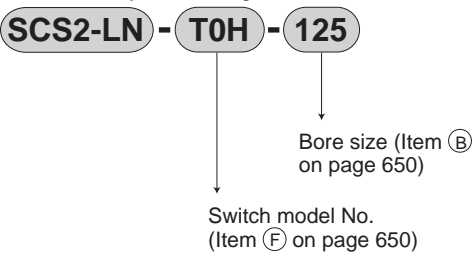 SCS2-LN - T0H - 125
Bore size (Item Ⓑ
on page 650)
Switch model No.
(Item Ⓕ on page 650)